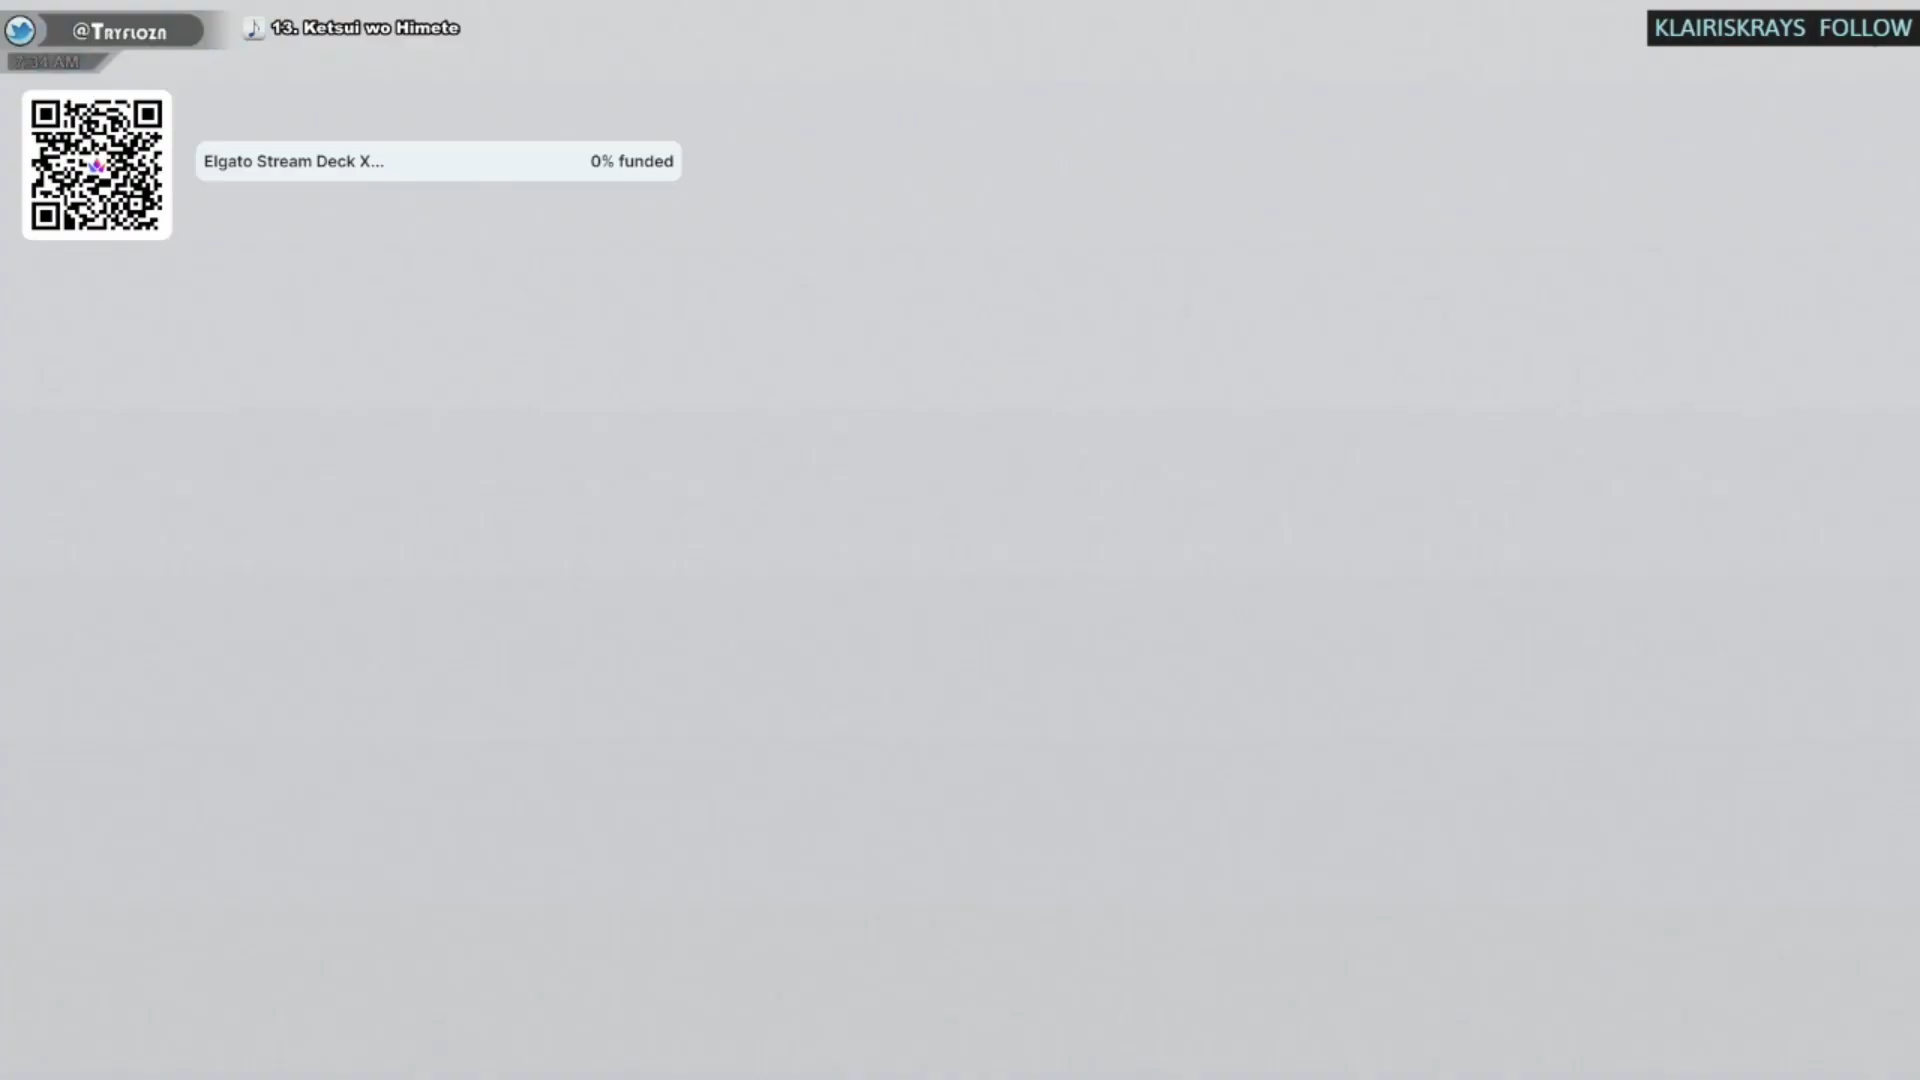 @Tryflozn
13. Ketsui wo Himete
KLAIRISKRAYS FOLLOW
7:34 AM
Elgato Stream Deck X...
0% funded